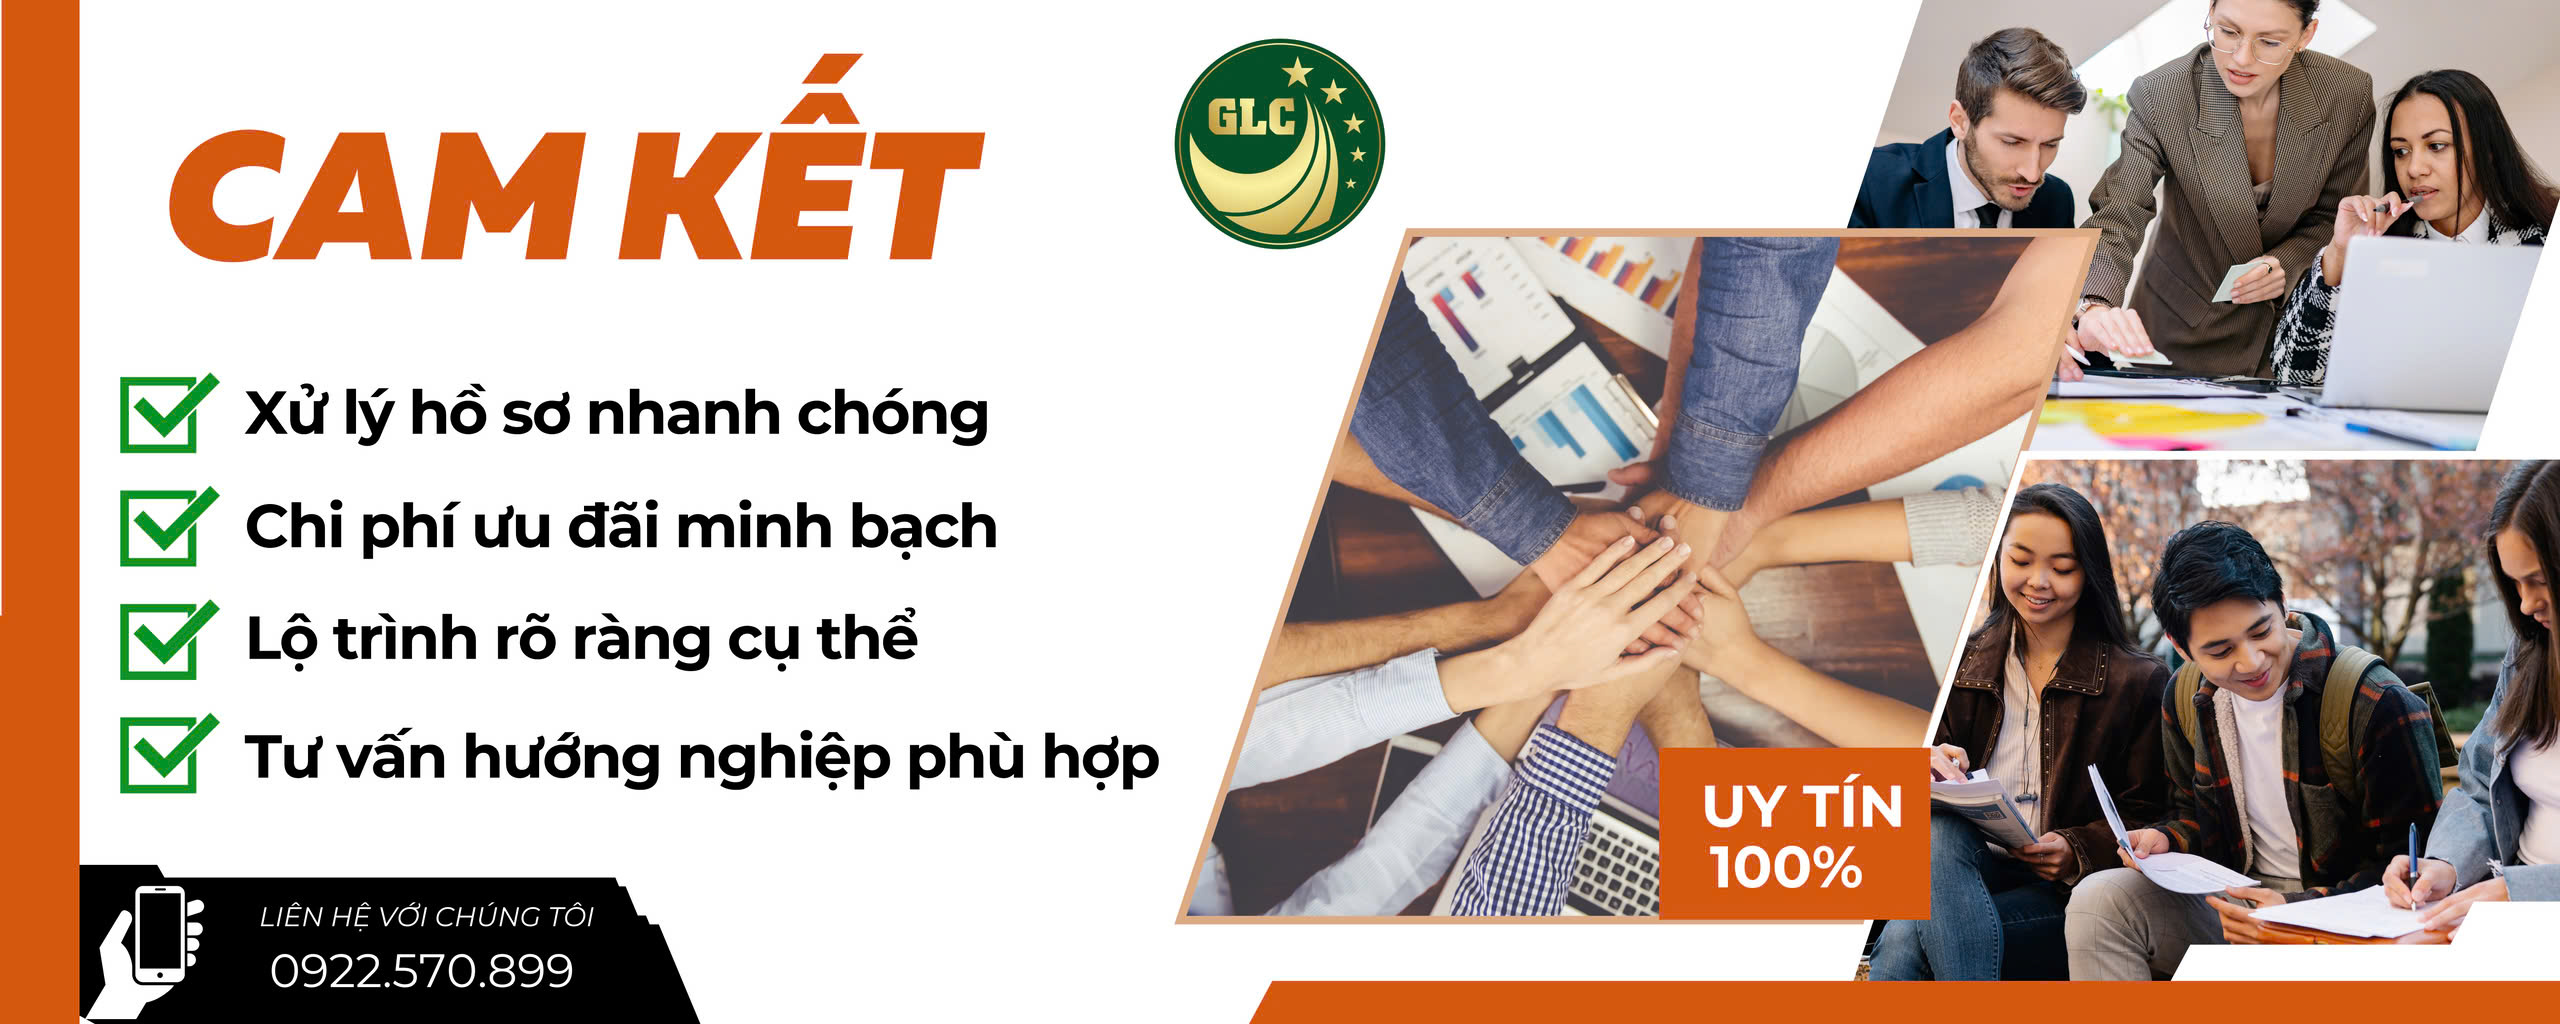 CAM KẾT
GLC
Xử lý hồ sơ nhanh chóng
Chi phí ưu đãi minh bạch
Lộ trình rõ ràng cụ thể
Tư vấn hướng nghiệp phù hợp
UY TÍN
100%
LIÊN HỆ VỚI CHÚNG TÔI
0922.570.899